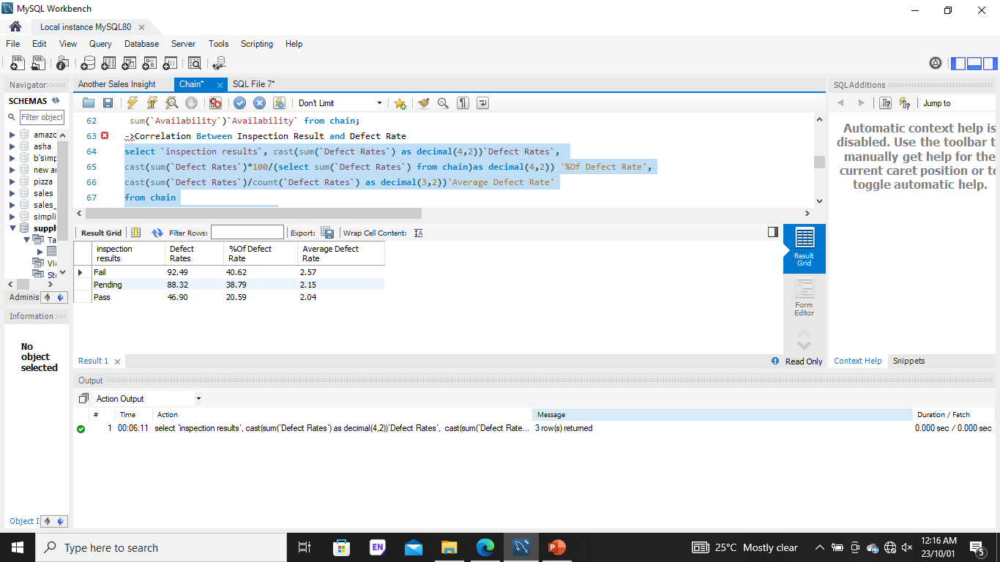 MySQL Workbench
Local instance MySQL80
File Edit View Query Database Server Tools Scripting Help
Navigator
SCHEMAS
Filter object
amazo
asha
b'simp
new ar
pizza
sales
sales_
simpli
suppl
Ta
Vi
St
Adminis
Information
No
object
selected
Object I
Another Sales Insight Chain* SQL File 7*
Don't Limit
62 sum(`Availability`)`Availability` from chain;
63 ->Correlation Between Inspection Result and Defect Rate
64 select `inspection results`, cast(sum(`Defect Rates`) as decimal(4,2))`Defect Rates`,
65 cast(sum(`Defect Rates`)*100/(select sum(`Defect Rates`) from chain)as decimal(4,2)) '%Of Defect Rate',
66 cast(sum(`Defect Rates`)/count(`Defect Rates`) as decimal(3,2))'Average Defect Rate'
67 from chain
Result Grid Filter Rows: Export: Wrap Cell Content:
inspection results Defect Rates %Of Defect Rate Average Defect Rate
Fail 92.49 40.62 2.57
Pending 88.32 38.79 2.15
Pass 46.90 20.59 2.04
Result
Grid
Form
Editor
Result 1
Read Only
SQLAdditions
Jump to
Automatic context help is
disabled. Use the toolbar t
manually get help for the
current caret position or to
toggle automatic help.
Context Help Snippets
Output
Action Output
# Time Action Message Duration / Fetch
1 00:06:11 select `inspection results`, cast(sum(`Defect Rates`) as decimal(4,2))`Defect Rates`, cast(sum(`Defect Rate... 3 row(s) returned 0.000 sec / 0.000 sec
Type here to search
EN
25°C Mostly clear
12:16 AM
23/10/01
5